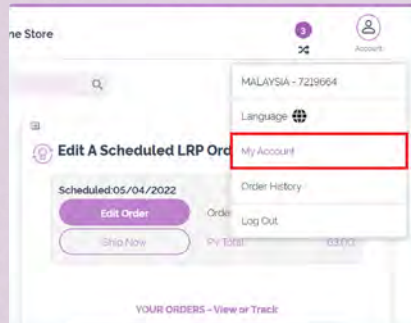 ne Store
3
Account
MALAYSIA - 7219664
Language
Edit A Scheduled LRP Ord
My Account
Scheduled:05/04/2022
Order History
Edit Order
Orde
Log Out
Ship Now
PV Total
63.00
YOUR ORDERS - View or Track